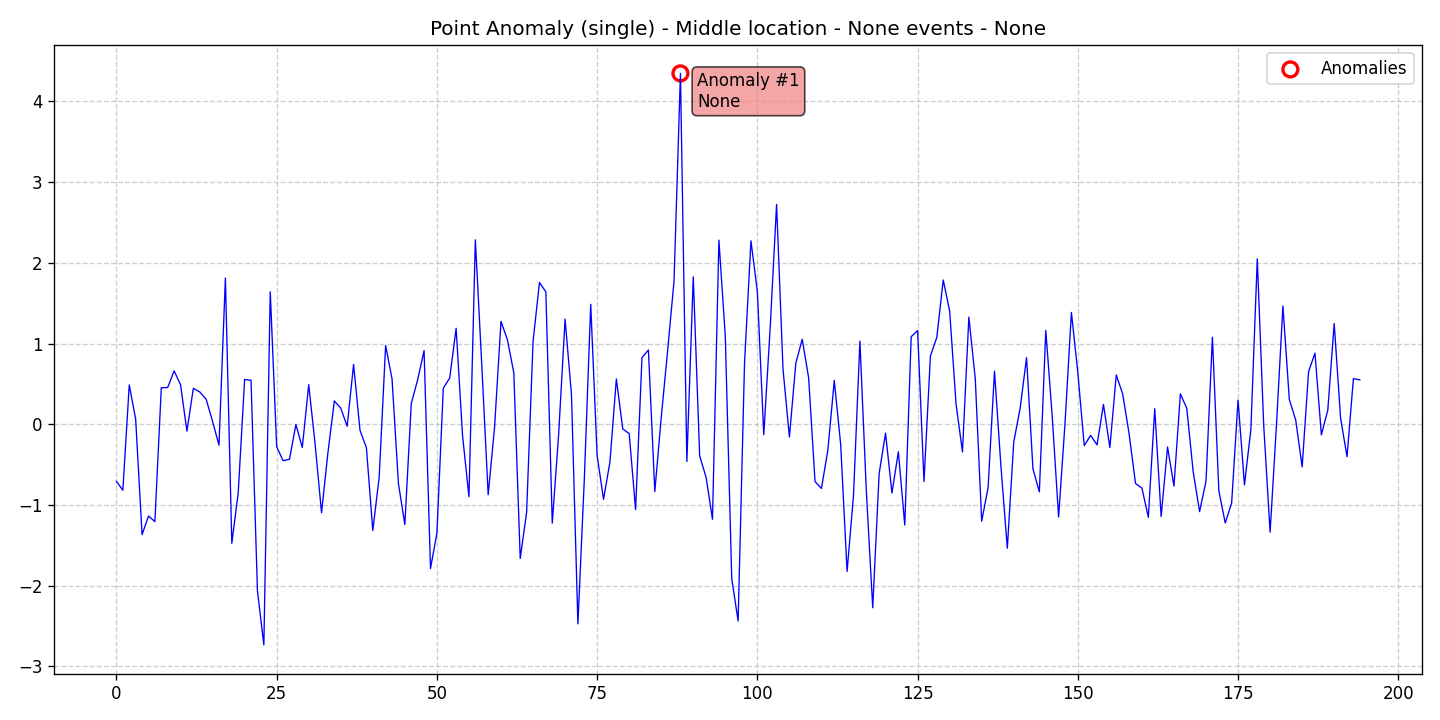 Point Anomaly (single) - Middle location - None events - None
Anomalies
Anomaly #1
None
4
3
2
1
0
−1
−2
−3
0 25 50 75 100 125 150 175 200